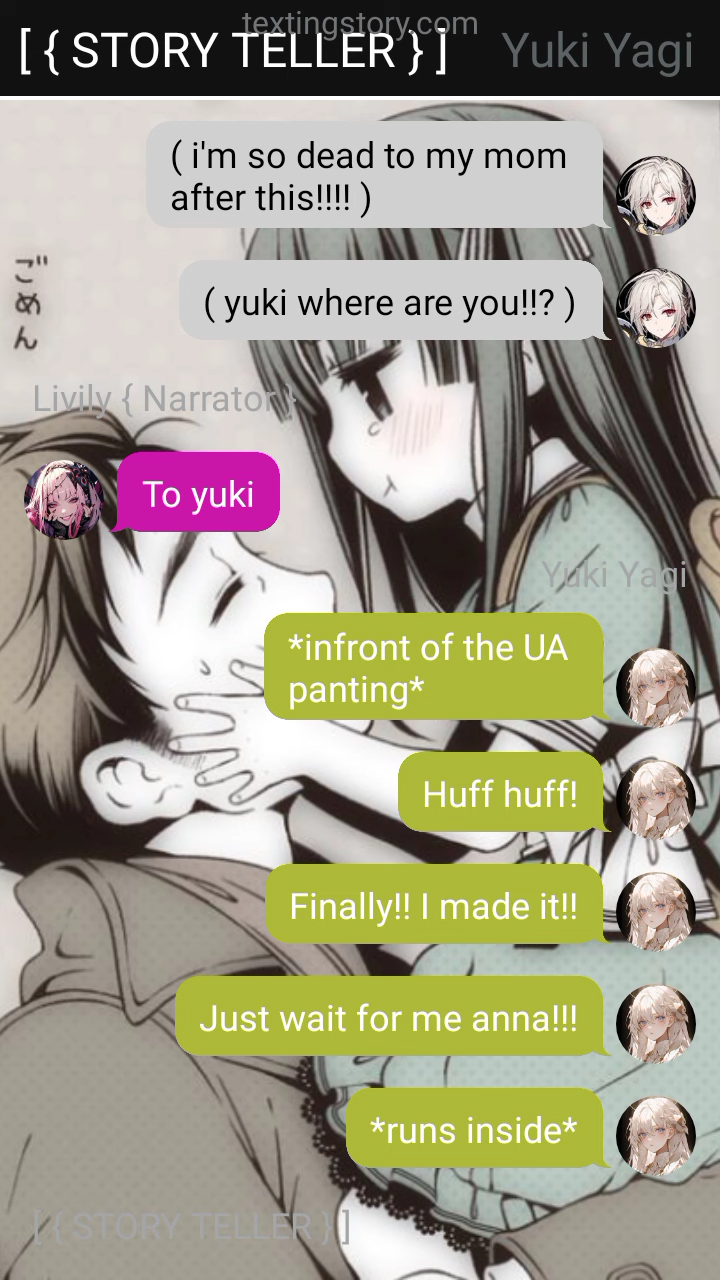 textingstory.com
[ { STORY TELLER } ]
Yuki Yagi
( i'm so dead to my mom
after this!!!! )
( yuki where are you!!? )
ごめん
Livily { Narrator }
To yuki
Yuki Yagi
*infront of the UA
panting*
Huff huff!
Finally!! I made it!!
Just wait for me anna!!!
*runs inside*
[ { STORY TELLER } ]